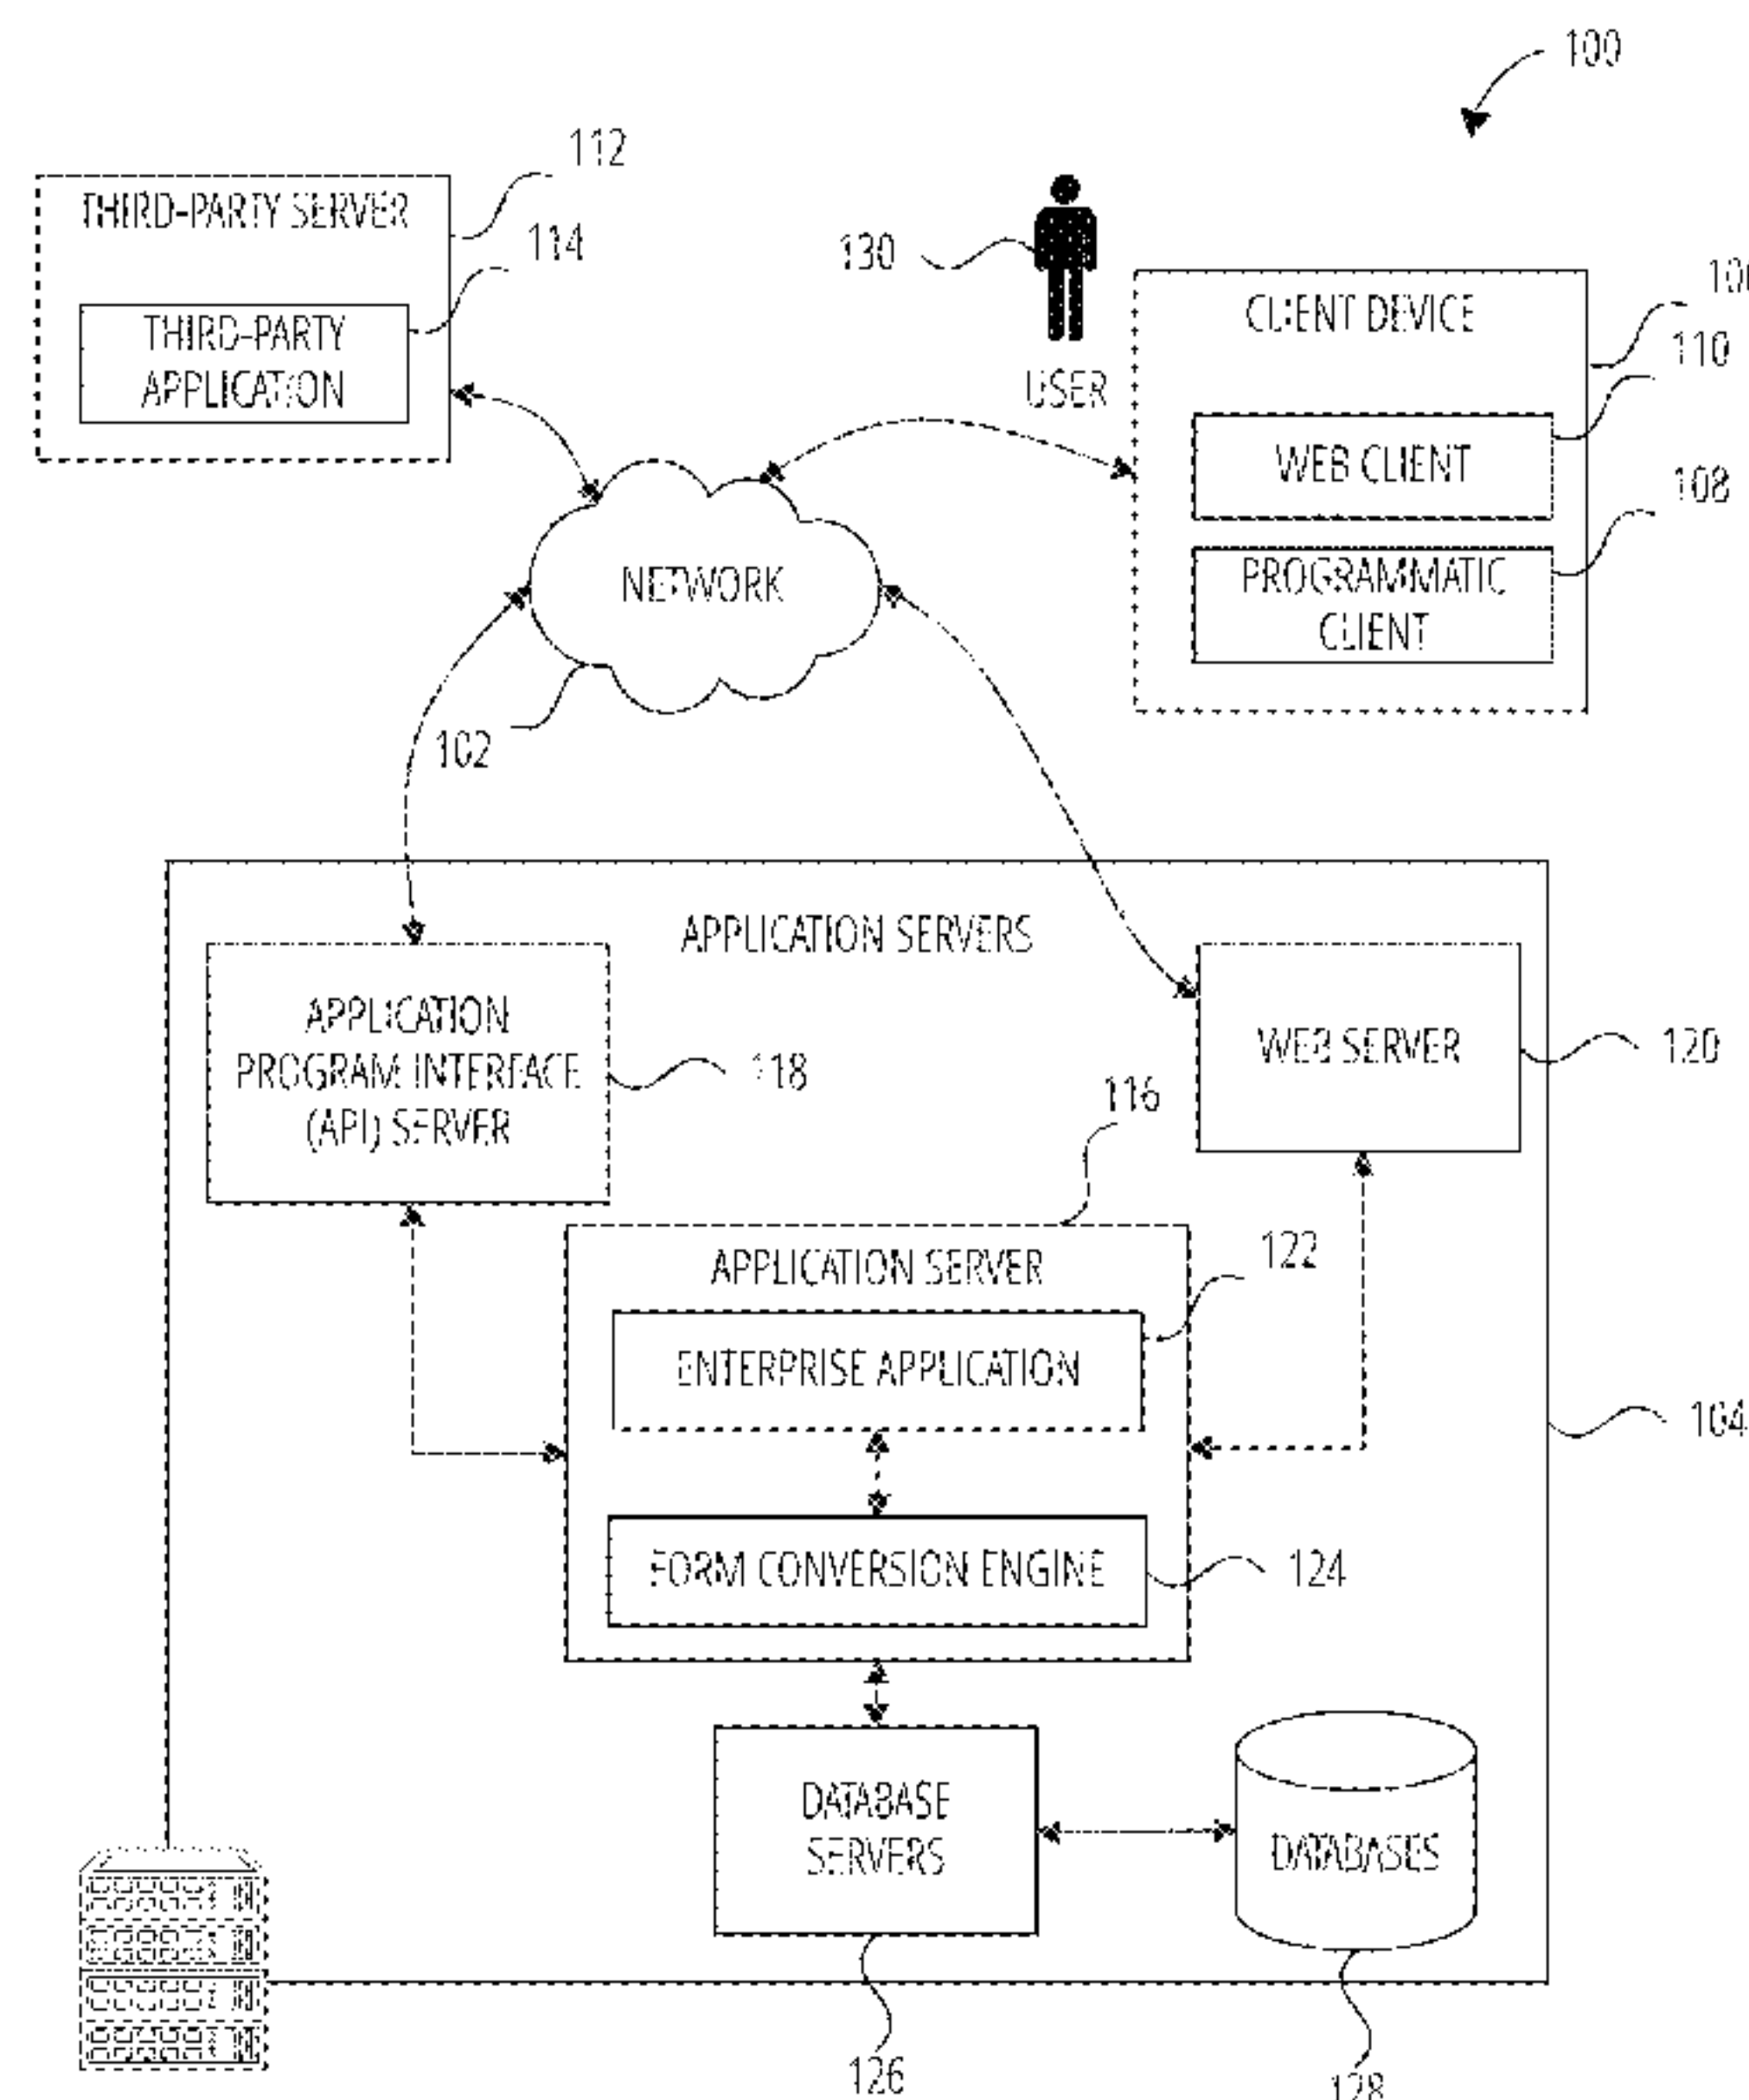 100
112
THIRD-PARTY SERVER
114
THIRD-PARTY
APPLICATION
130
USER
CLIENT DEVICE
110
WEB CLIENT
108
PROGRAMMATIC
CLIENT
NETWORK
102
APPLICATION SERVERS
APPLICATION
PROGRAM INTERFACE
(API) SERVER
118
WEB SERVER
120
116
APPLICATION SERVER
122
ENTERPRISE APPLICATION
104
FORM CONVERSION ENGINE
124
DATABASE
SERVERS
DATABASES
126
128